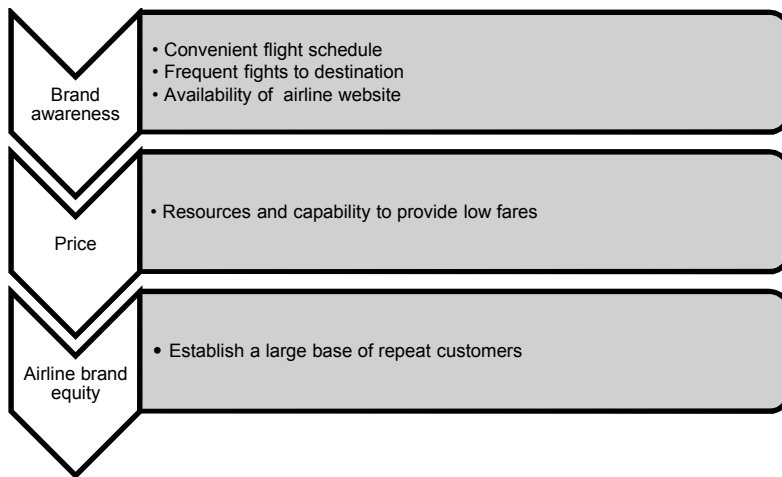 Brand
awareness
• Convenient flight schedule
• Frequent fights to destination
• Availability of airline website
Price
• Resources and capability to provide low fares
Airline brand
equity
• Establish a large base of repeat customers